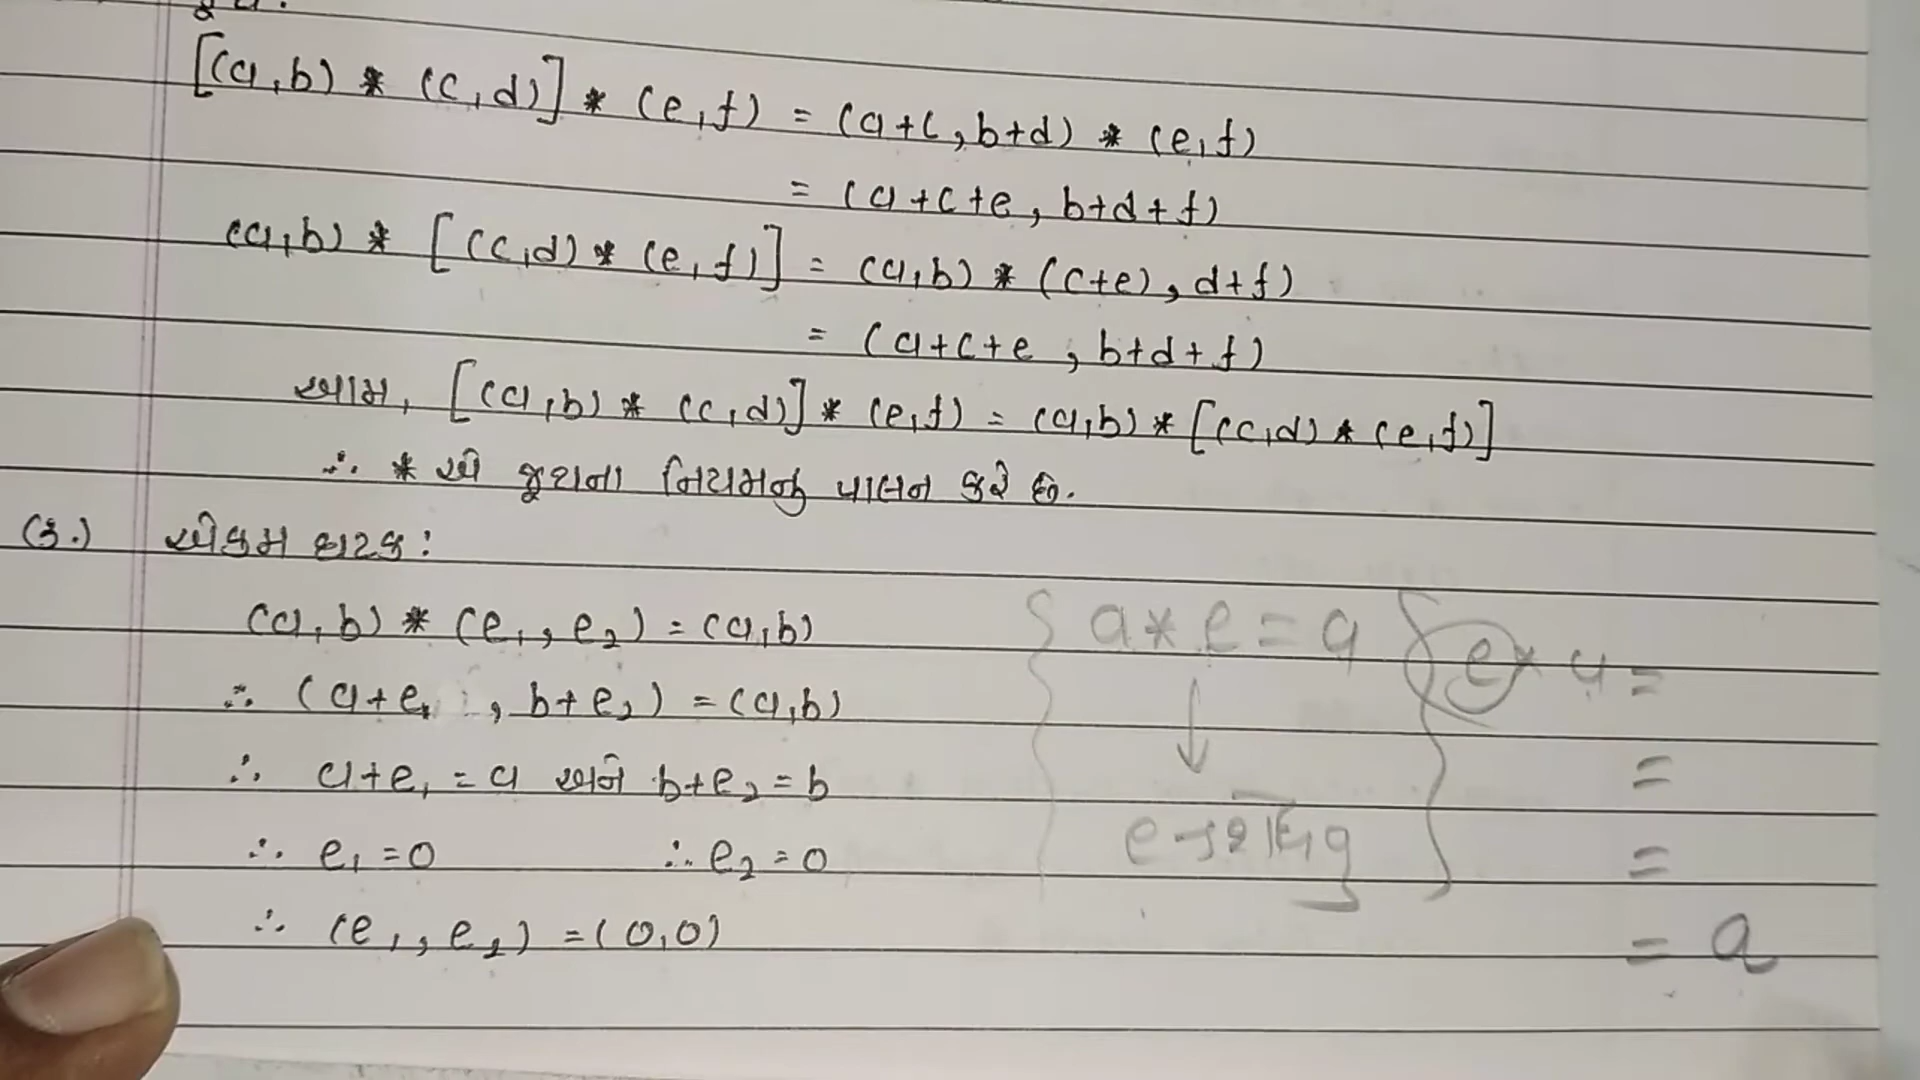 [(a,b) * (c,d)] * (e,f) = (a+c, b+d) * (e,f)
= (a+c+e, b+d+f)
(a,b) * [(c,d) * (e,f)] = (a,b) * (c+e), d+f)
= (a+c+e, b+d+f)
આમ, [(a,b) * (c,d)] * (e,f) = (a,b) * [(c,d) * (e,f)]
∴ * એ જુથના નિયમનું પાલન કરે છે.
(3.) એકમ ઘટક:
(a,b) * (e₁, e₂) = (a,b)
∴ (a+e₁, b+e₂) = (a,b)
∴ a+e₁ = a અને b+e₂ = b
∴ e₁ = 0 ∴ e₂ = 0
∴ (e₁, e₂) = (0,0)
{ a * e = a
↓
e * a =
=
=
= a